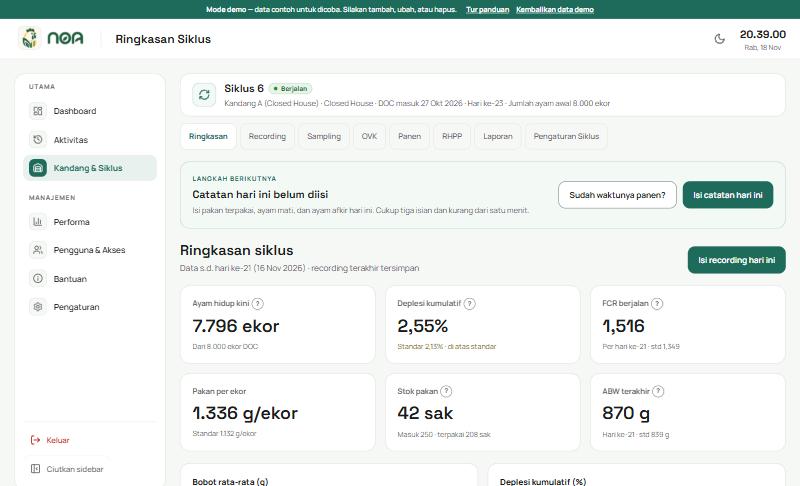 Mode demo — data contoh untuk dicoba. Silakan tambah, ubah, atau hapus. Tur panduan Kembalikan data demo
NOA
Ringkasan Siklus
20.39.00
Rab, 18 Nov
UTAMA
Dashboard
Aktivitas
Kandang & Siklus
MANAJEMEN
Performa
Pengguna & Akses
Bantuan
Pengaturan
Keluar
Ciutkan sidebar
Siklus 6 Berjalan
Kandang A (Closed House) · Closed House · DOC masuk 27 Okt 2026 · Hari ke-23 · Jumlah ayam awal 8.000 ekor
Ringkasan Recording Sampling OVK Panen RHPP Laporan Pengaturan Siklus
LANGKAH BERIKUTNYA
Catatan hari ini belum diisi
Isi pakan terpakai, ayam mati, dan ayam afkir hari ini. Cukup tiga isian dan kurang dari satu menit.
Sudah waktunya panen? Isi catatan hari ini
Ringkasan siklus
Data s.d. hari ke-21 (16 Nov 2026) · recording terakhir tersimpan
Isi recording hari ini
Ayam hidup kini ?
7.796 ekor
Dari 8.000 ekor DOC
Deplesi kumulatif ?
2,55%
Standar 2,13% · di atas standar
FCR berjalan ?
1,516
Per hari ke-21 · std 1,349
Pakan per ekor
1.336 g/ekor
Standar 1.132 g/ekor
Stok pakan ?
42 sak
Masuk 250 · terpakai 208 sak
ABW terakhir ?
870 g
Hari ke-21 · std 839 g
Bobot rata-rata (g)
Deplesi kumulatif (%)